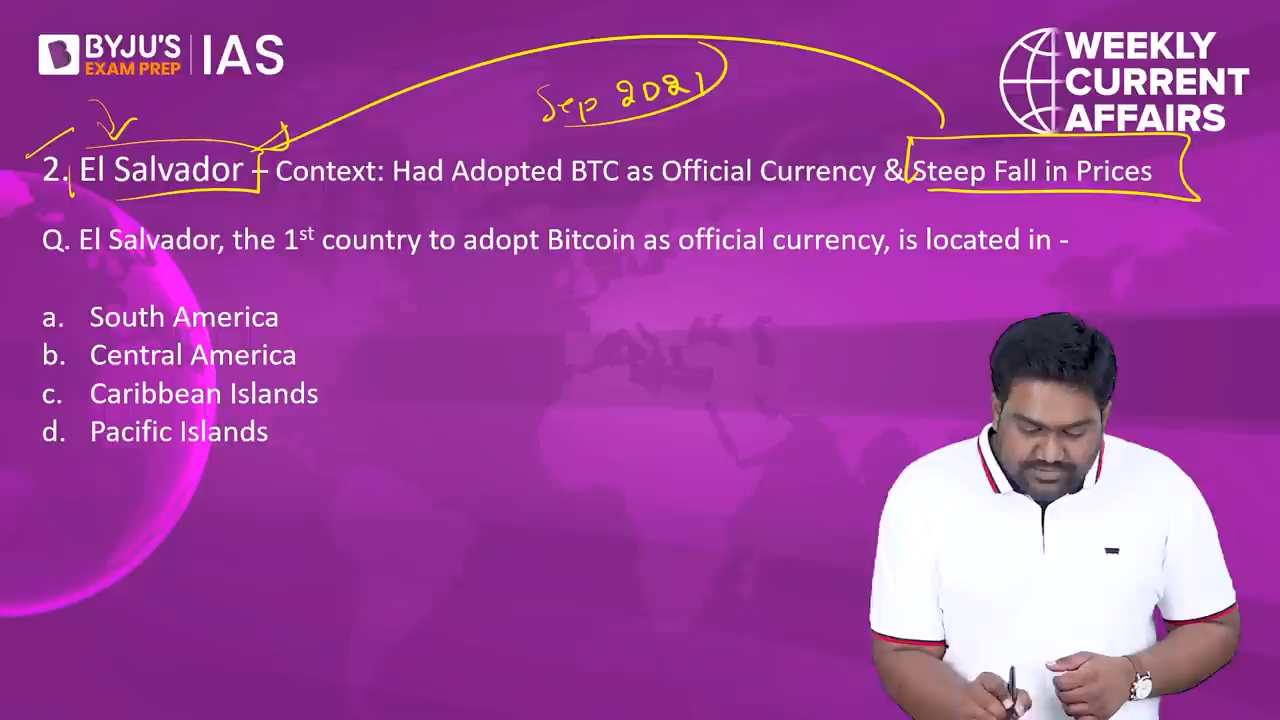 BYJU'S
EXAM PREP
IAS
WEEKLY
CURRENT
AFFAIRS
Sep 2021
2. El Salvador – Context: Had Adopted BTC as Official Currency & Steep Fall in Prices
Q. El Salvador, the 1st country to adopt Bitcoin as official currency, is located in -
a. South America
b. Central America
c. Caribbean Islands
d. Pacific Islands